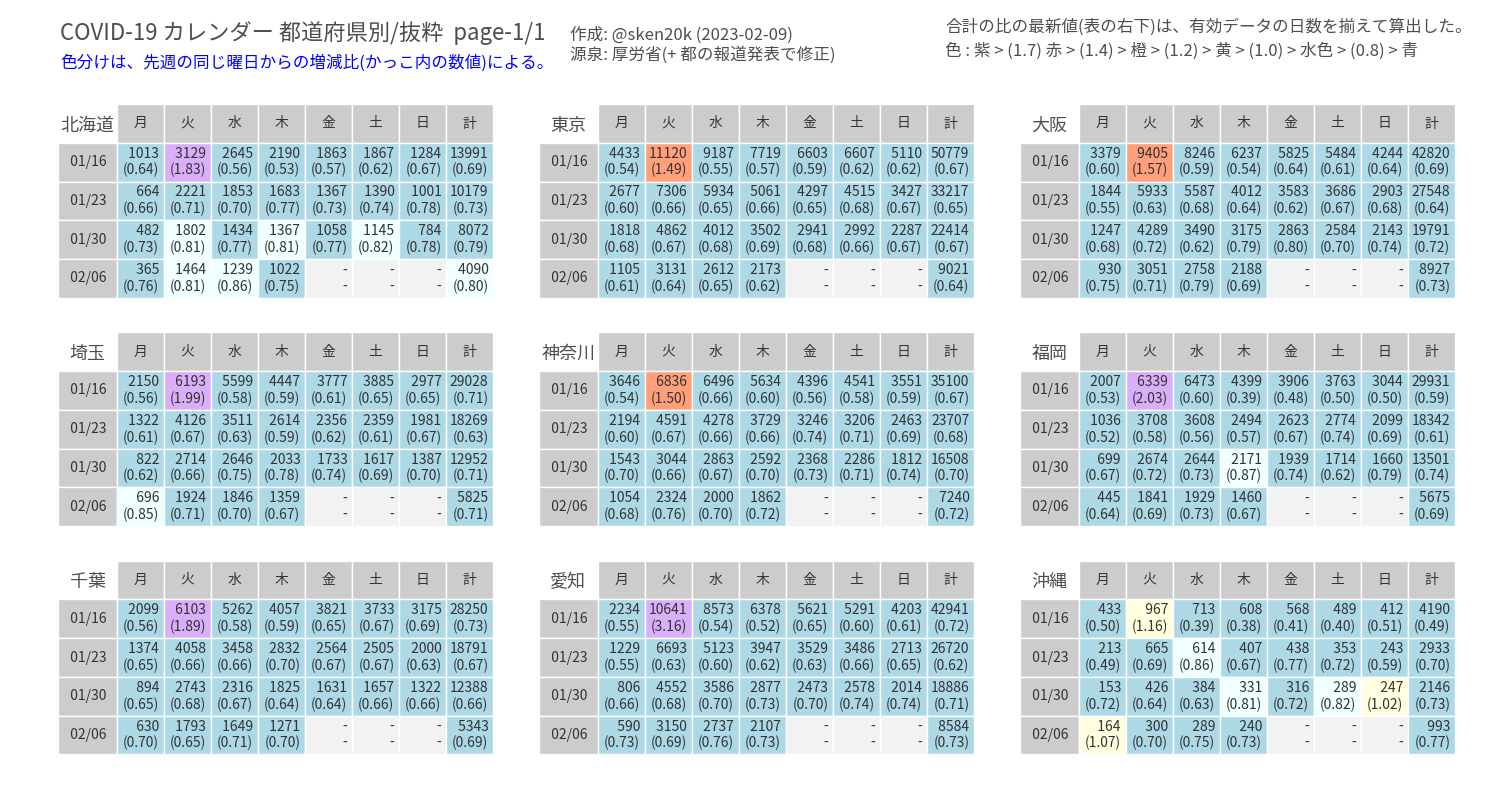 COVID-19 カレンダー 都道府県別/抜粋 page-1/1
色分けは、先週の同じ曜日からの増減比(かっこ内の数値)による。
作成: @sken20k (2023-02-09)
源泉: 厚労省(+ 都の報道発表で修正)
合計の比の最新値(表の右下)は、有効データの日数を揃えて算出した。
色 : 紫 > (1.7) 赤 > (1.4) > 橙 > (1.2) > 黄 > (1.0) > 水色 > (0.8) > 青
北海道 月 火 水 木 金 土 日 計
01/16 1013 3129 2645 2190 1863 1867 1284 13991
(0.64) (1.83) (0.56) (0.53) (0.57) (0.62) (0.67) (0.69)
01/23 664 2221 1853 1683 1367 1390 1001 10179
(0.66) (0.71) (0.70) (0.77) (0.73) (0.74) (0.78) (0.73)
01/30 482 1802 1434 1367 1058 1145 784 8072
(0.73) (0.81) (0.77) (0.81) (0.77) (0.82) (0.78) (0.79)
02/06 365 1464 1239 1022 - - - 4090
(0.76) (0.81) (0.86) (0.75) - - - (0.80)
東京 月 火 水 木 金 土 日 計
01/16 4433 11120 9187 7719 6603 6607 5110 50779
(0.54) (1.49) (0.55) (0.57) (0.59) (0.62) (0.62) (0.67)
01/23 2677 7306 5934 5061 4297 4515 3427 33217
(0.60) (0.66) (0.65) (0.66) (0.65) (0.68) (0.67) (0.65)
01/30 1818 4862 4012 3502 2941 2992 2287 22414
(0.68) (0.67) (0.68) (0.69) (0.68) (0.66) (0.67) (0.67)
02/06 1105 3131 2612 2173 - - - 9021
(0.61) (0.64) (0.65) (0.62) - - - (0.64)
大阪 月 火 水 木 金 土 日 計
01/16 3379 9405 8246 6237 5825 5484 4244 42820
(0.60) (1.57) (0.59) (0.54) (0.64) (0.61) (0.64) (0.69)
01/23 1844 5933 5587 4012 3583 3686 2903 27548
(0.55) (0.63) (0.68) (0.64) (0.62) (0.67) (0.68) (0.64)
01/30 1247 4289 3490 3175 2863 2584 2143 19791
(0.68) (0.72) (0.62) (0.79) (0.80) (0.70) (0.74) (0.72)
02/06 930 3051 2758 2188 - - - 8927
(0.75) (0.71) (0.79) (0.69) - - - (0.73)
埼玉 月 火 水 木 金 土 日 計
01/16 2150 6193 5599 4447 3777 3885 2977 29028
(0.56) (1.99) (0.58) (0.59) (0.61) (0.65) (0.65) (0.71)
01/23 1322 4126 3511 2614 2356 2359 1981 18269
(0.61) (0.67) (0.63) (0.59) (0.62) (0.61) (0.67) (0.63)
01/30 822 2714 2646 2033 1733 1617 1387 12952
(0.62) (0.66) (0.75) (0.78) (0.74) (0.69) (0.70) (0.71)
02/06 696 1924 1846 1359 - - - 5825
(0.85) (0.71) (0.70) (0.67) - - - (0.71)
神奈川 月 火 水 木 金 土 日 計
01/16 3646 6836 6496 5634 4396 4541 3551 35100
(0.54) (1.50) (0.66) (0.60) (0.56) (0.58) (0.59) (0.67)
01/23 2194 4591 4278 3729 3246 3206 2463 23707
(0.60) (0.67) (0.66) (0.66) (0.74) (0.71) (0.69) (0.68)
01/30 1543 3044 2863 2592 2368 2286 1812 16508
(0.70) (0.66) (0.67) (0.70) (0.73) (0.71) (0.74) (0.70)
02/06 1054 2324 2000 1862 - - - 7240
(0.68) (0.76) (0.70) (0.72) - - - (0.72)
福岡 月 火 水 木 金 土 日 計
01/16 2007 6339 6473 4399 3906 3763 3044 29931
(0.53) (2.03) (0.60) (0.39) (0.48) (0.50) (0.50) (0.59)
01/23 1036 3708 3608 2494 2623 2774 2099 18342
(0.52) (0.58) (0.56) (0.57) (0.67) (0.74) (0.69) (0.61)
01/30 699 2674 2644 2171 1939 1714 1660 13501
(0.67) (0.72) (0.73) (0.87) (0.74) (0.62) (0.79) (0.74)
02/06 445 1841 1929 1460 - - - 5675
(0.64) (0.69) (0.73) (0.67) - - - (0.69)
千葉 月 火 水 木 金 土 日 計
01/16 2099 6103 5262 4057 3821 3733 3175 28250
(0.56) (1.89) (0.58) (0.59) (0.65) (0.67) (0.69) (0.73)
01/23 1374 4058 3458 2832 2564 2505 2000 18791
(0.65) (0.66) (0.66) (0.70) (0.67) (0.67) (0.63) (0.67)
01/30 894 2743 2316 1825 1631 1657 1322 12388
(0.65) (0.68) (0.67) (0.64) (0.64) (0.66) (0.66) (0.66)
02/06 630 1793 1649 1271 - - - 5343
(0.70) (0.65) (0.71) (0.70) - - - (0.69)
愛知 月 火 水 木 金 土 日 計
01/16 2234 10641 8573 6378 5621 5291 4203 42941
(0.55) (3.16) (0.54) (0.52) (0.65) (0.60) (0.61) (0.72)
01/23 1229 6693 5123 3947 3529 3486 2713 26720
(0.55) (0.63) (0.60) (0.62) (0.63) (0.66) (0.65) (0.62)
01/30 806 4552 3586 2877 2473 2578 2014 18886
(0.66) (0.68) (0.70) (0.73) (0.70) (0.74) (0.74) (0.71)
02/06 590 3150 2737 2107 - - - 8584
(0.73) (0.69) (0.76) (0.73) - - - (0.73)
沖縄 月 火 水 木 金 土 日 計
01/16 433 967 713 608 568 489 412 4190
(0.50) (1.16) (0.39) (0.38) (0.41) (0.40) (0.51) (0.49)
01/23 213 665 614 407 438 353 243 2933
(0.49) (0.69) (0.86) (0.67) (0.77) (0.72) (0.59) (0.70)
01/30 153 426 384 331 316 289 247 2146
(0.72) (0.64) (0.63) (0.81) (0.72) (0.82) (1.02) (0.73)
02/06 164 300 289 240 - - - 993
(1.07) (0.70) (0.75) (0.73) - - - (0.77)